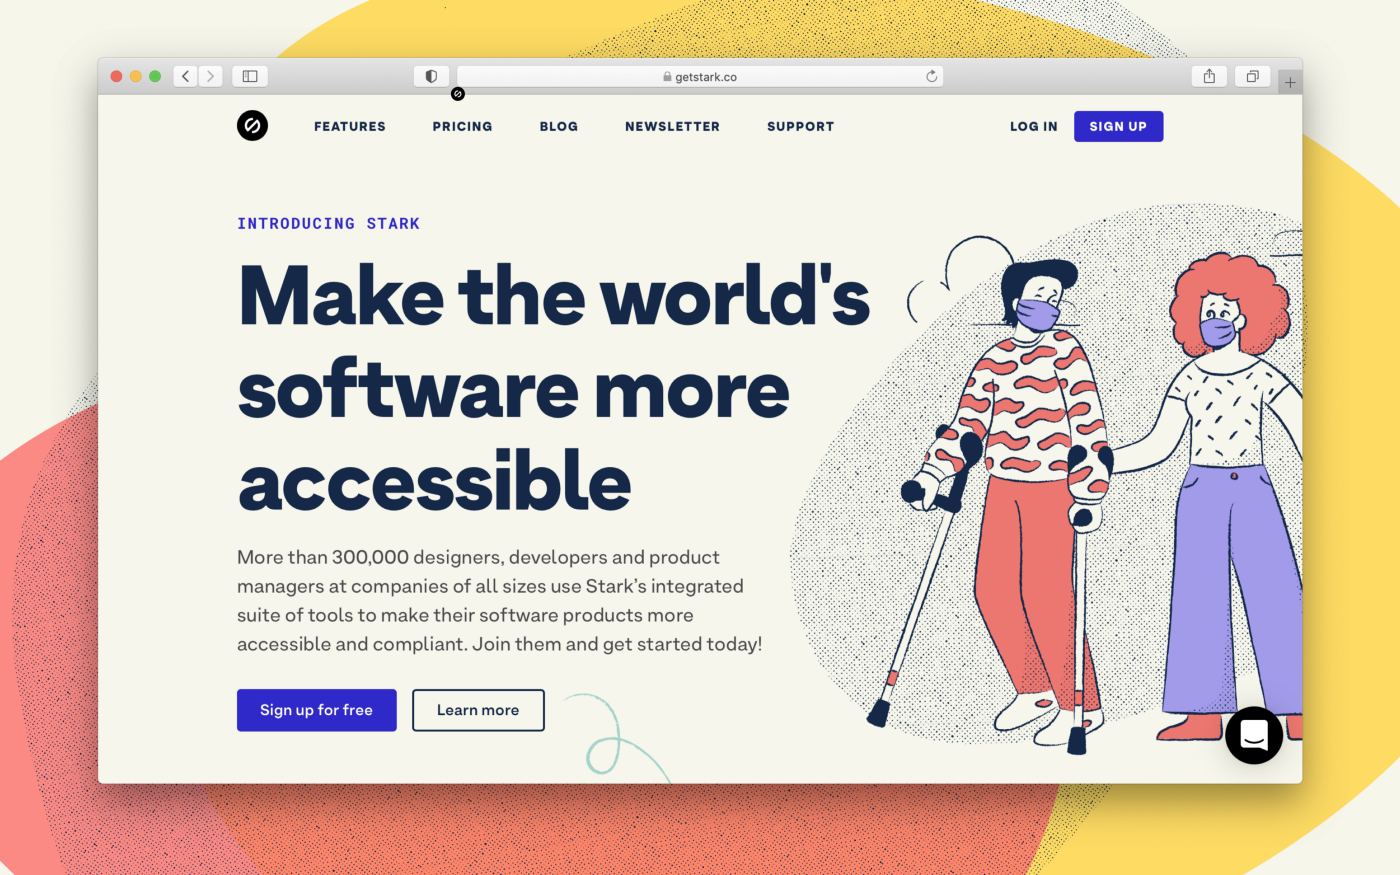 getstark.co
FEATURES PRICING BLOG NEWSLETTER SUPPORT LOG IN SIGN UP
INTRODUCING STARK
Make the world's
software more
accessible
More than 300,000 designers, developers and product
managers at companies of all sizes use Stark’s integrated
suite of tools to make their software products more
accessible and compliant. Join them and get started today!
Sign up for free Learn more